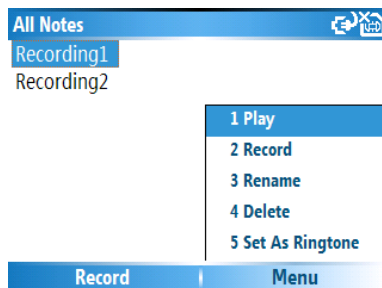 All Notes
Recording1
Recording2
1 Play
2 Record
3 Rename
4 Delete
5 Set As Ringtone
Record
Menu